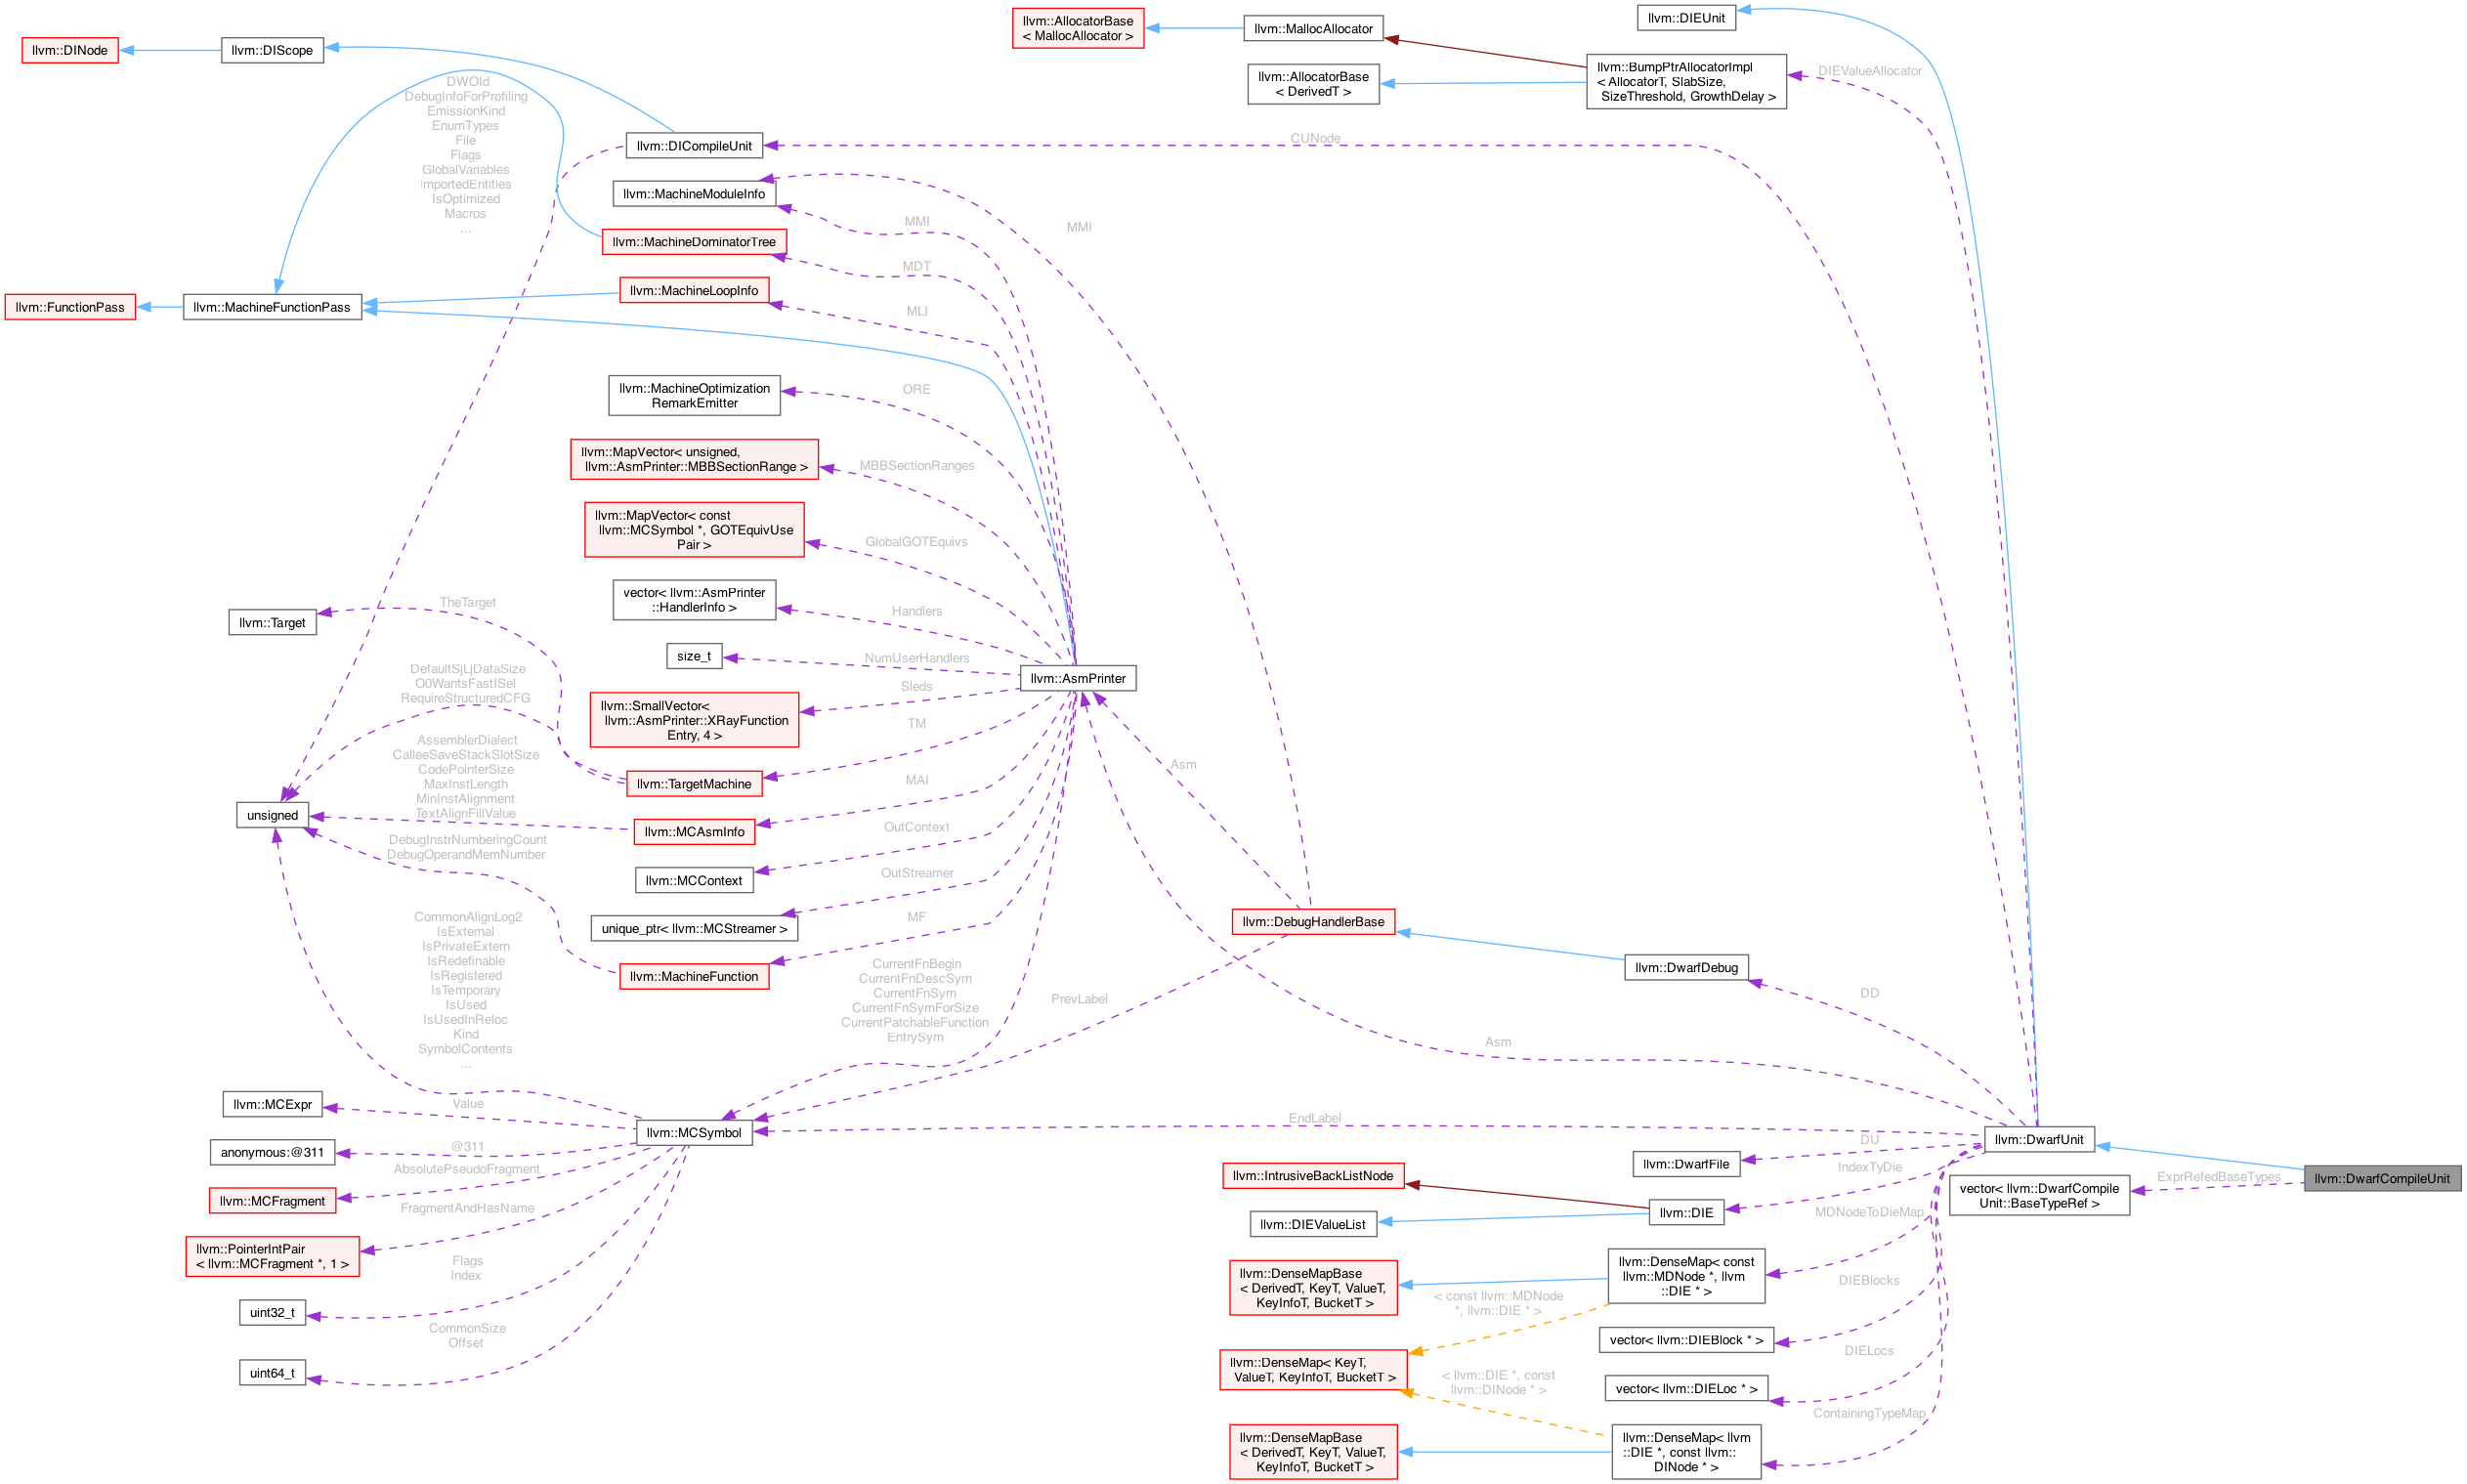 llvm::DINode
llvm::DIScope
llvm::AllocatorBase
< MallocAllocator >
llvm::MallocAllocator
llvm::AllocatorBase
< DerivedT >
llvm::BumpPtrAllocatorImpl
< AllocatorT, SlabSize,
SizeThreshold, GrowthDelay >
llvm::DIEUnit
DIEValueAllocator
CUNode
DWOId
DebugInfoForProfiling
EmissionKind
EnumTypes
File
Flags
GlobalVariables
ImportedEntities
IsOptimized
Macros
...
llvm::DICompileUnit
llvm::MachineModuleInfo
llvm::MachineDominatorTree
llvm::MachineLoopInfo
llvm::FunctionPass
llvm::MachineFunctionPass
MMI
MMI
MDT
MLI
llvm::MachineOptimization
RemarkEmitter
ORE
llvm::MapVector< unsigned,
llvm::AsmPrinter::MBBSectionRange >
MBBSectionRanges
llvm::MapVector< const
llvm::MCSymbol *, GOTEquivUse
Pair >
GlobalGOTEquivs
vector< llvm::AsmPrinter
::HandlerInfo >
Handlers
size_t
NumUserHandlers
llvm::AsmPrinter
llvm::SmallVector<
llvm::AsmPrinter::XRayFunction
Entry, 4 >
Sleds
llvm::Target
TheTarget
DefaultSjLjDataSize
O0WantsFastISel
RequireStructuredCFG
llvm::TargetMachine
TM
AssemblerDialect
CalleeSaveStackSlotSize
CodePointerSize
MaxInstLength
MinInstAlignment
TextAlignFillValue
unsigned
llvm::MCAsmInfo
MAI
DebugInstrNumberingCount
DebugOperandMemNumber
llvm::MCContext
OutContext
unique_ptr< llvm::MCStreamer >
OutStreamer
llvm::MachineFunction
MF
Asm
llvm::DebugHandlerBase
llvm::DwarfDebug
DD
CommonAlignLog2
IsExternal
IsPrivateExtern
IsRedefinable
IsRegistered
IsTemporary
IsUsed
IsUsedInReloc
Kind
SymbolContents
...
CurrentFnBegin
CurrentFnDescSym
CurrentFnSym
CurrentFnSymForSize
CurrentPatchableFunction
EntrySym
PrevLabel
Asm
llvm::MCExpr
Value
llvm::MCSymbol
EndLabel
anonymous:@311
@311
llvm::MCFragment
AbsolutePseudoFragment
llvm::PointerIntPair
< llvm::MCFragment *, 1 >
FragmentAndHasName
uint32_t
Flags
Index
uint64_t
CommonSize
Offset
llvm::DwarfUnit
llvm::DwarfFile
DU
llvm::IntrusiveBackListNode
llvm::DIEValueList
llvm::DIE
IndexTyDie
vector< llvm::DwarfCompile
Unit::BaseTypeRef >
ExprRefedBaseTypes
llvm::DwarfCompileUnit
MDNodeToDieMap
llvm::DenseMapBase
< DerivedT, KeyT, ValueT,
KeyInfoT, BucketT >
llvm::DenseMap< const
llvm::MDNode *, llvm
::DIE * >
< const llvm::MDNode
*, llvm::DIE * >
DIEBlocks
vector< llvm::DIEBlock * >
llvm::DenseMap< KeyT,
ValueT, KeyInfoT, BucketT >
< llvm::DIE *, const
llvm::DINode * >
DIELocs
vector< llvm::DIELoc * >
ContainingTypeMap
llvm::DenseMapBase
< DerivedT, KeyT, ValueT,
KeyInfoT, BucketT >
llvm::DenseMap< llvm
::DIE *, const llvm::
DINode * >